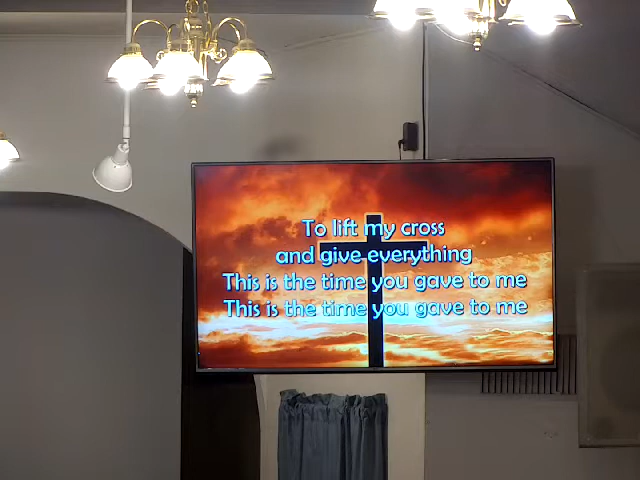 To lift my cross
and give everything
This is the time you gave to me
This is the time you gave to me